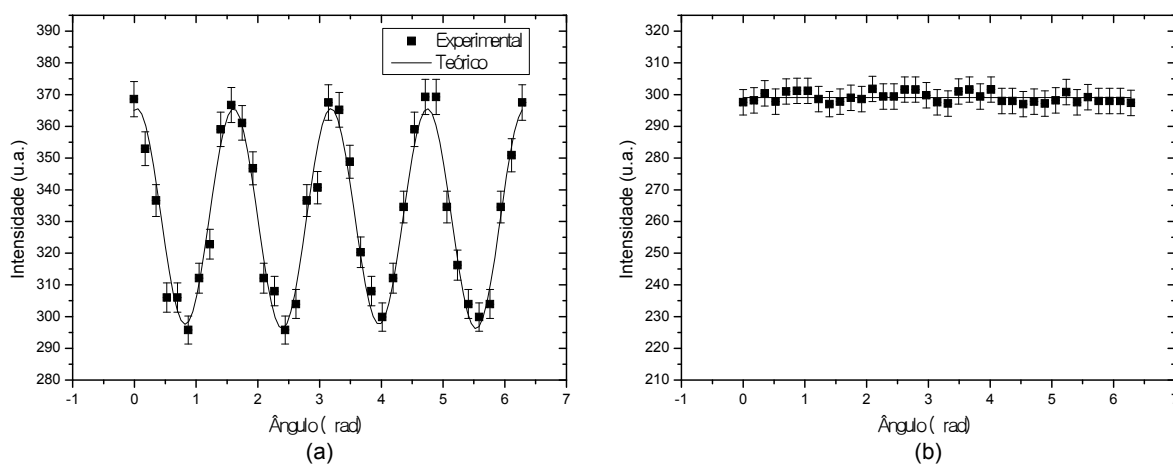 390
380
370
360
350
340
330
320
310
300
290
280
Intensidade (u.a.)
Experimental
Teórico
-1 0 1 2 3 4 5 6 7
Ângulo ( rad)
(a)
320
310
300
290
280
270
260
250
240
230
220
210
Intensidade (u.a.)
-1 0 1 2 3 4 5 6 7
Ângulo ( rad)
(b)